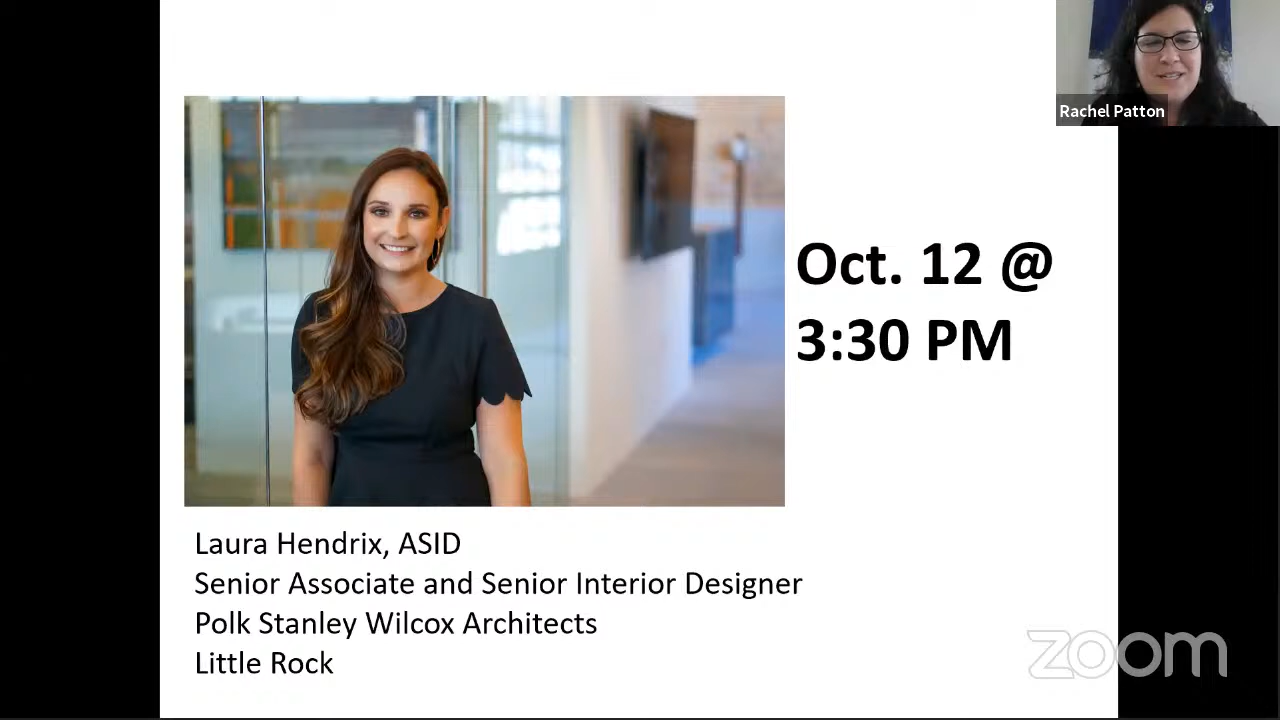 Rachel Patton
Oct. 12 @
3:30 PM
Laura Hendrix, ASID
Senior Associate and Senior Interior Designer
Polk Stanley Wilcox Architects
Little Rock
zoom